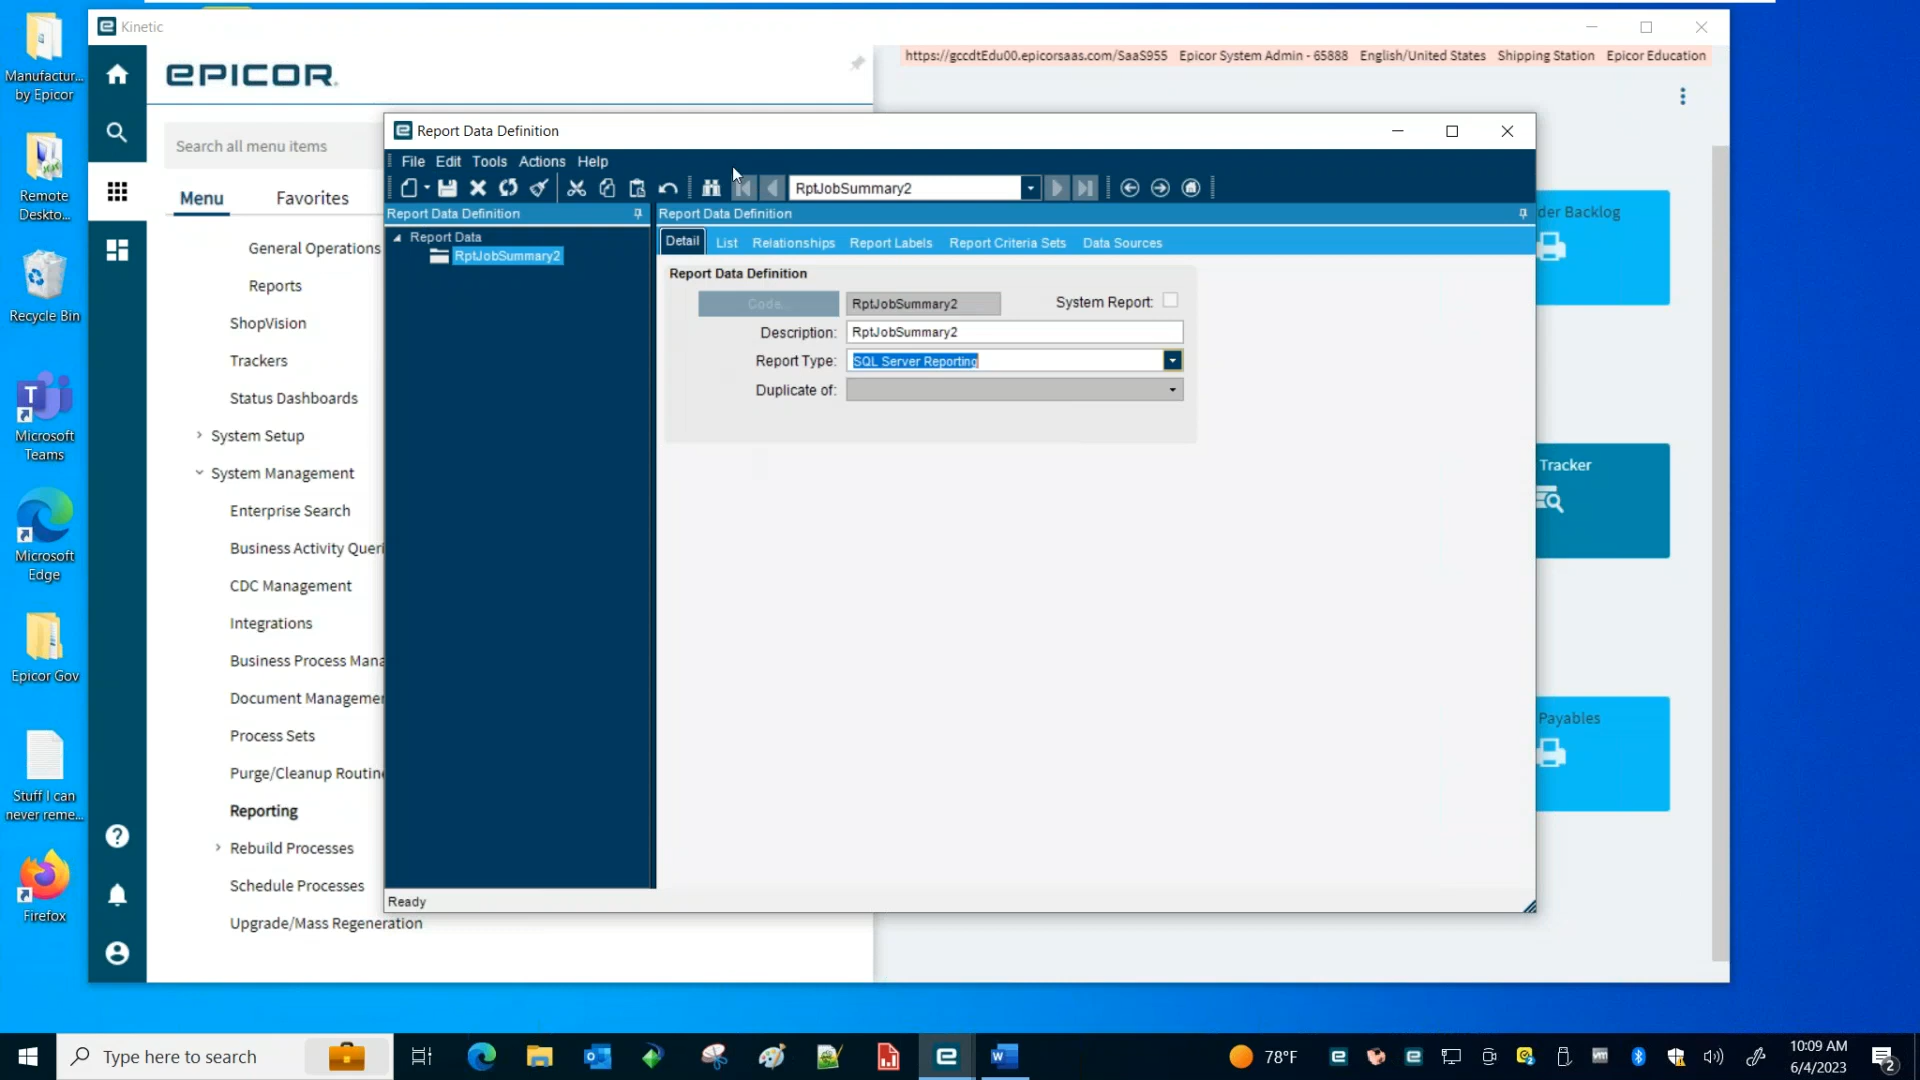 Manufactur...
by Epicor
Remote
Deskto...
Recycle Bin
Microsoft
Teams
Microsoft
Edge
Epicor Gov
Stuff I can
never reme...
Firefox
Kinetic
EPICOR
https://gccdtEdu00.epicorsaas.com/SaaS955 Epicor System Admin - 65888 English/United States Shipping Station Epicor Education
Search all menu items
Menu Favorites
General Operations
Reports
ShopVision
Trackers
Status Dashboards
System Setup
System Management
Enterprise Search
Business Activity Queri
CDC Management
Integrations
Business Process Mana
Document Managemen
Process Sets
Purge/Cleanup Routine
Reporting
Rebuild Processes
Schedule Processes
Upgrade/Mass Regeneration
Report Data Definition
File Edit Tools Actions Help
RptJobSummary2
Report Data Definition
Report Data
RptJobSummary2
Report Data Definition
Detail List Relationships Report Labels Report Criteria Sets Data Sources
Report Data Definition
Code... RptJobSummary2 System Report:
Description: RptJobSummary2
Report Type: SQL Server Reporting
Duplicate of:
Ready
der Backlog
Tracker
Payables
Type here to search
78°F
10:09 AM
6/4/2023
2